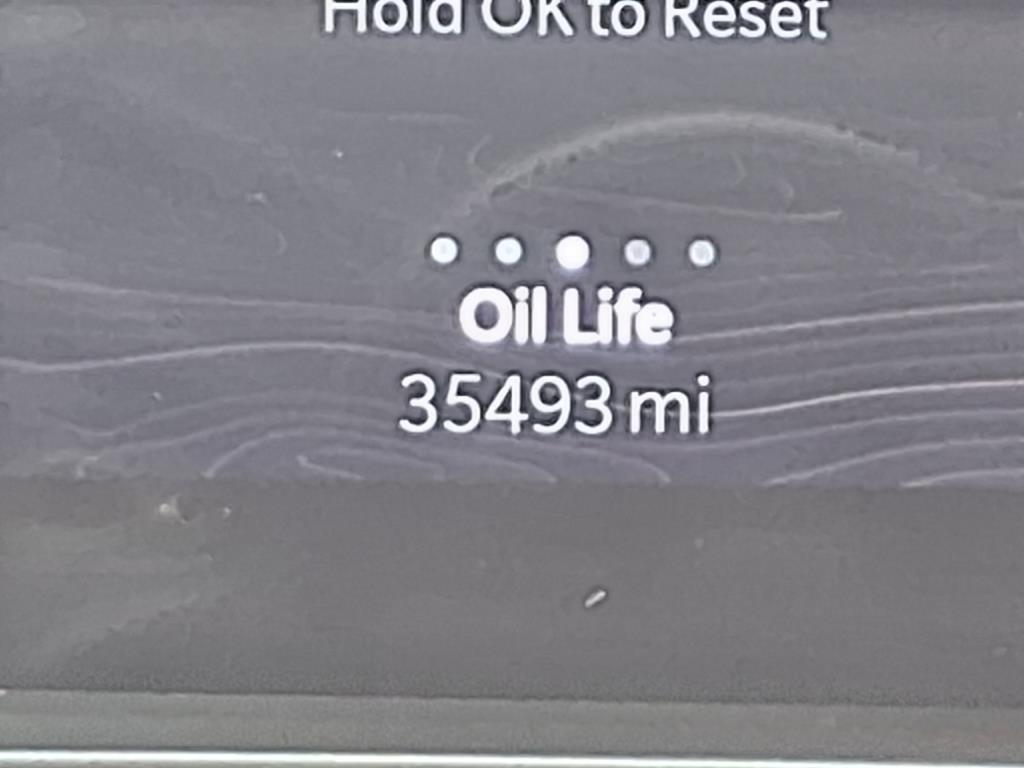 Hold OK to Reset
Oil Life
35493 mi